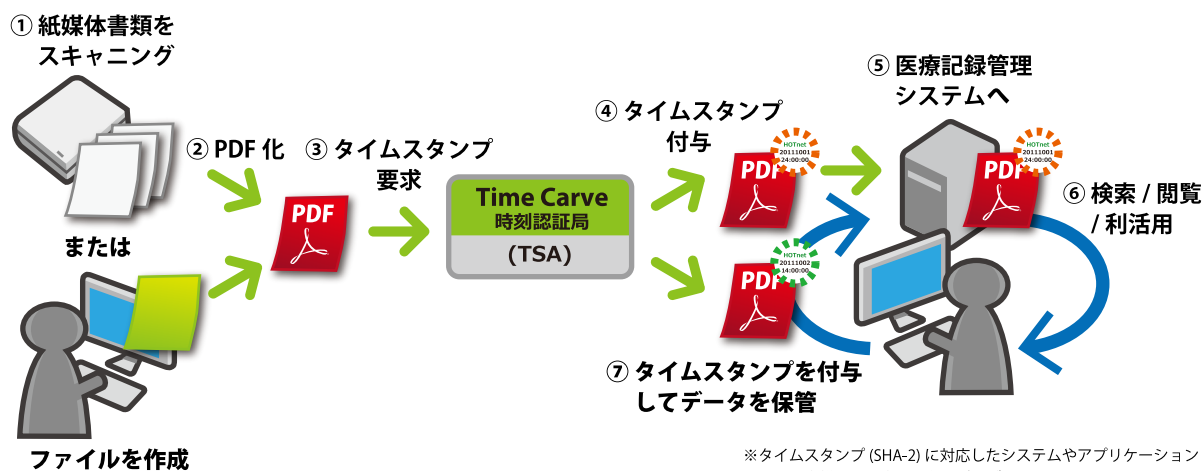 ① 紙媒体書類を
スキャニング
または
ファイルを作成
② PDF 化
PDF
③ タイムスタンプ
要求
Time Carve
時刻認証局
(TSA)
④ タイムスタンプ
付与
PDF
HOTnet
20111001
24:00:00
PDF
HOTnet
20111002
14:00:00
⑤ 医療記録管理
システムへ
PDF
HOTnet
20111001
24:00:00
⑥ 検索 / 閲覧
/ 利活用
⑦ タイムスタンプを付与
してデータを保管
※タイムスタンプ (SHA-2) に対応したシステムやアプリケーション